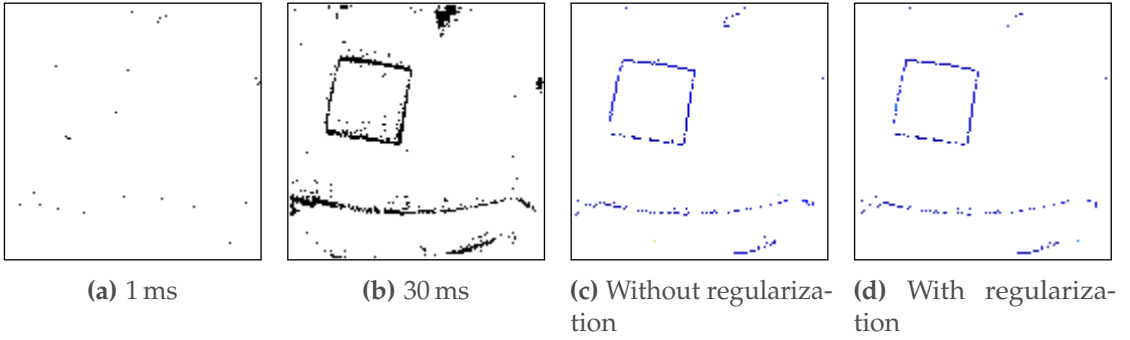 (a) 1 ms
(b) 30 ms
(c) Without regulariza-
tion
(d) With regulariza-
tion